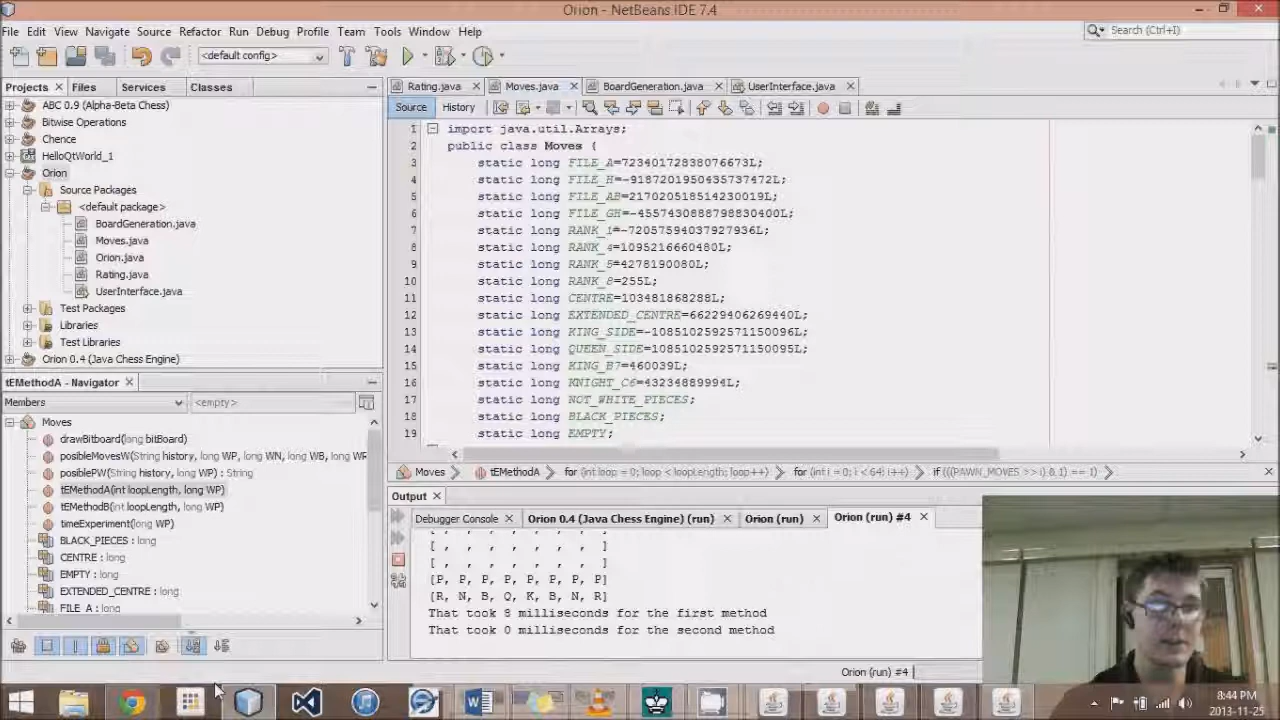 Orion - NetBeans IDE 7.4
File Edit View Navigate Source Refactor Run Debug Profile Team Tools Window Help
Search (Ctrl+I)
<default config>
Projects Files Services Classes
Rating.java Moves.java BoardGeneration.java UserInterface.java
Source History
ABC 0.9 (Alpha-Beta Chess)
Bitwise Operations
Chence
HelloQtWorld_1
Orion
Source Packages
<default package>
BoardGeneration.java
Moves.java
Orion.java
Rating.java
UserInterface.java
Test Packages
Libraries
Test Libraries
Orion 0.4 (Java Chess Engine)
1 import java.util.Arrays;
2 public class Moves {
3 static long FILE_A=72340172838076673L;
4 static long FILE_H=-9187201950435737472L;
5 static long FILE_AB=217020518514230019L;
6 static long FILE_GH=-4557430888798830400L;
7 static long RANK_1=-72057594037927936L;
8 static long RANK_4=1095216660480L;
9 static long RANK_5=4278190080L;
10 static long RANK_8=255L;
11 static long CENTRE=103481868288L;
12 static long EXTENDED_CENTRE=66229406269440L;
13 static long KING_SIDE=-1085102592571150096L;
14 static long QUEEN_SIDE=1085102592571150095L;
15 static long KING_B7=460039L;
16 static long KNIGHT_C6=43234889994L;
17 static long NOT_WHITE_PIECES;
18 static long BLACK_PIECES;
19 static long EMPTY;
tEMethodA - Navigator
Members <empty>
Moves
drawBitboard(long bitBoard)
posibleMovesW(String history, long WP, long WN, long WB, long WR
posiblePW(String history, long WP) : String
tEMethodA(int loopLength, long WP)
tEMethodB(int loopLength, long WP)
timeExperiment(long WP)
BLACK_PIECES : long
CENTRE : long
EMPTY : long
EXTENDED_CENTRE : long
FILE_A : long
Moves tEMethodA for (int loop = 0; loop < loopLength; loop++) for (int i = 0; i < 64; i++) if (((PAWN_MOVES >> i) & 1) == 1)
Output
Debugger Console Orion 0.4 (Java Chess Engine) (run) Orion (run) Orion (run) #4
[ , , , , , , , ]
[ , , , , , , , ]
[P, P, P, P, P, P, P, P]
[R, N, B, Q, K, B, N, R]
That took 8 milliseconds for the first method
That took 0 milliseconds for the second method
Orion (run) #4
8:44 PM
2013-11-25